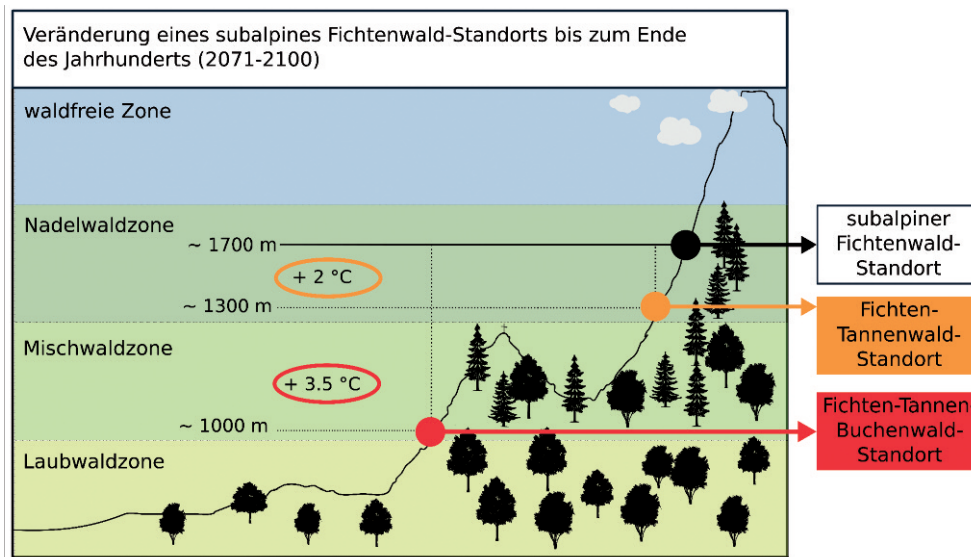 Veränderung eines subalpines Fichtenwald-Standorts bis zum Ende
des Jahrhunderts (2071-2100)
waldfreie Zone
Nadelwaldzone
~ 1700 m
+ 2 °C
~ 1300 m
Mischwaldzone
+ 3.5 °C
~ 1000 m
Laubwaldzone
subalpiner
Fichtenwald-
Standort
Fichten-
Tannenwald-
Standort
Fichten-Tannen-
Buchenwald-
Standort